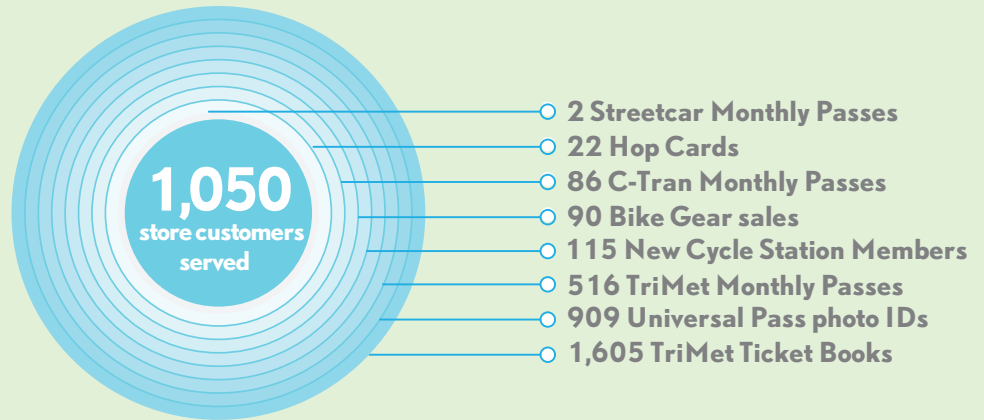 1,050
store customers
served
2 Streetcar Monthly Passes
22 Hop Cards
86 C-Tran Monthly Passes
90 Bike Gear sales
115 New Cycle Station Members
516 TriMet Monthly Passes
909 Universal Pass photo IDs
1,605 TriMet Ticket Books